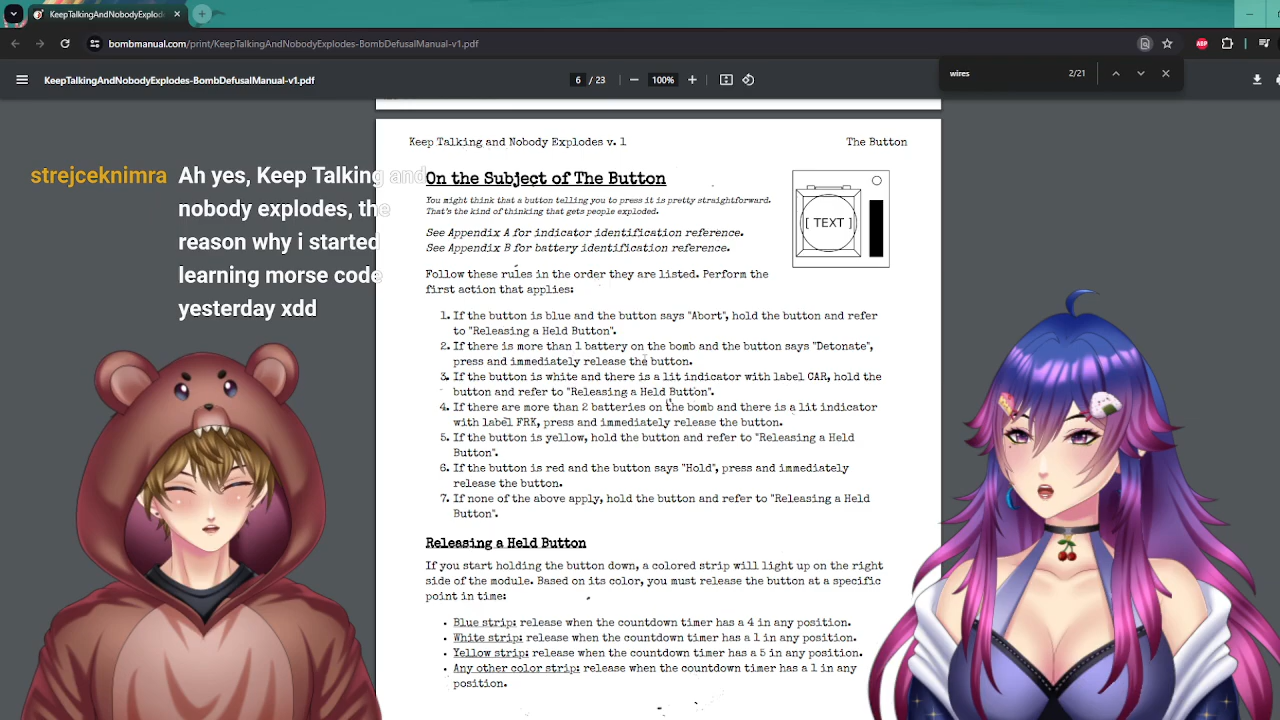 KeepTalkingAndNobodyExplod
bombmanual.com/print/KeepTalkingAndNobodyExplodes-BombDefusalManual-v1.pdf
ABP
KeepTalkingAndNobodyExplodes-BombDefusalManual-v1.pdf
6 / 23
100%
wires
2/21
strejceknimra Ah yes, Keep Talking and
nobody explodes, the
reason why i started
learning morse code
yesterday xdd
Keep Talking and Nobody Explodes v. 1
The Button
On the Subject of The Button
You might think that a button telling you to press it is pretty straightforward.
That's the kind of thinking that gets people exploded.
See Appendix A for indicator identification reference.
See Appendix B for battery identification reference.
[ TEXT ]
Follow these rules in the order they are listed. Perform the
first action that applies:
1. If the button is blue and the button says "Abort", hold the button and refer
to "Releasing a Held Button".
2. If there is more than 1 battery on the bomb and the button says "Detonate",
press and immediately release the button.
3. If the button is white and there is a lit indicator with label CAR, hold the
button and refer to "Releasing a Held Button".
4. If there are more than 2 batteries on the bomb and there is a lit indicator
with label FRK, press and immediately release the button.
5. If the button is yellow, hold the button and refer to "Releasing a Held
Button".
6. If the button is red and the button says "Hold", press and immediately
release the button.
7. If none of the above apply, hold the button and refer to "Releasing a Held
Button".
Releasing a Held Button
If you start holding the button down, a colored strip will light up on the right
side of the module. Based on its color, you must release the button at a specific
point in time:
• Blue strip: release when the countdown timer has a 4 in any position.
• White strip: release when the countdown timer has a 1 in any position.
• Yellow strip: release when the countdown timer has a 5 in any position.
• Any other color strip: release when the countdown timer has a 1 in any
position.